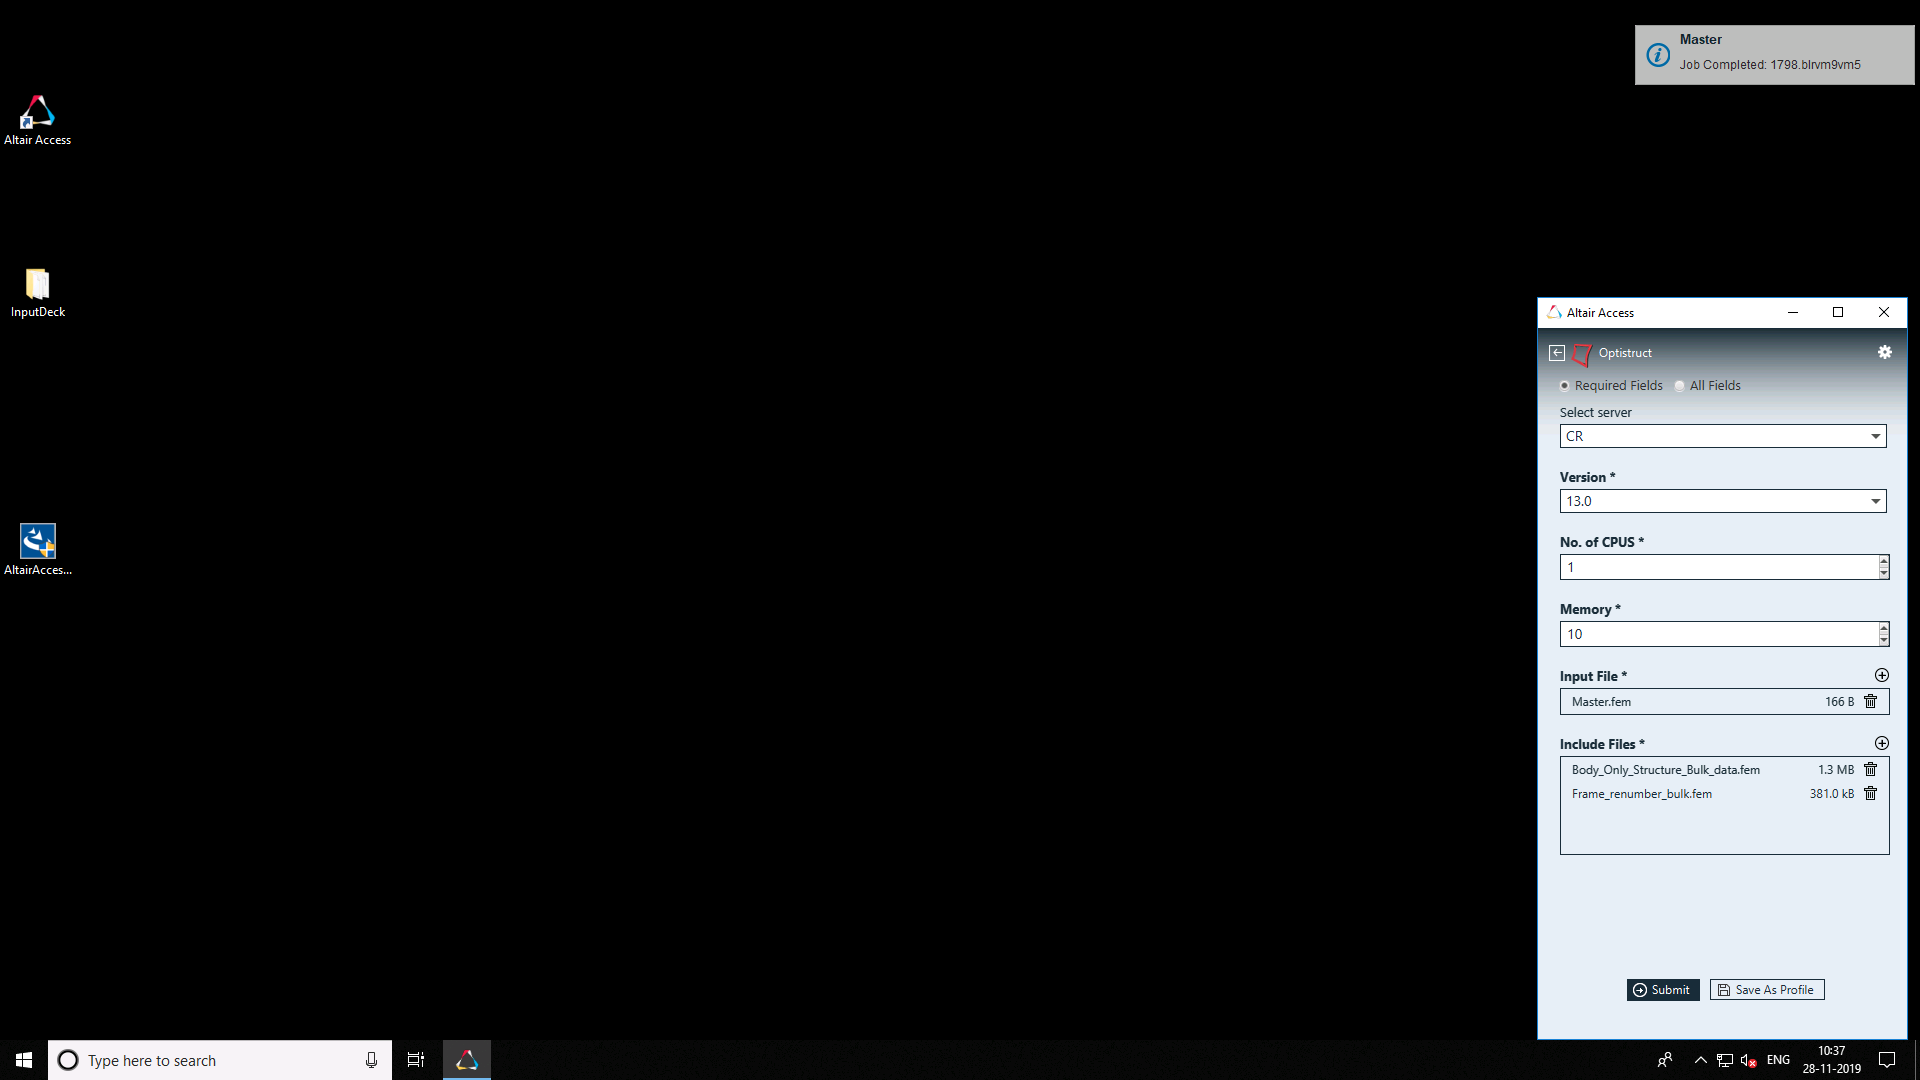 Master
Job Completed: 1798.blrvm9vm5
Altair Access
InputDeck
AltairAcces...
Altair Access
Optistruct
Required Fields All Fields
Select server
CR
Version *
13.0
No. of CPUS *
1
Memory *
10
Input File *
Master.fem 166 B
Include Files *
Body_Only_Structure_Bulk_data.fem 1.3 MB
Frame_renumber_bulk.fem 381.0 kB
Submit Save As Profile
Type here to search
ENG
10:37
28-11-2019